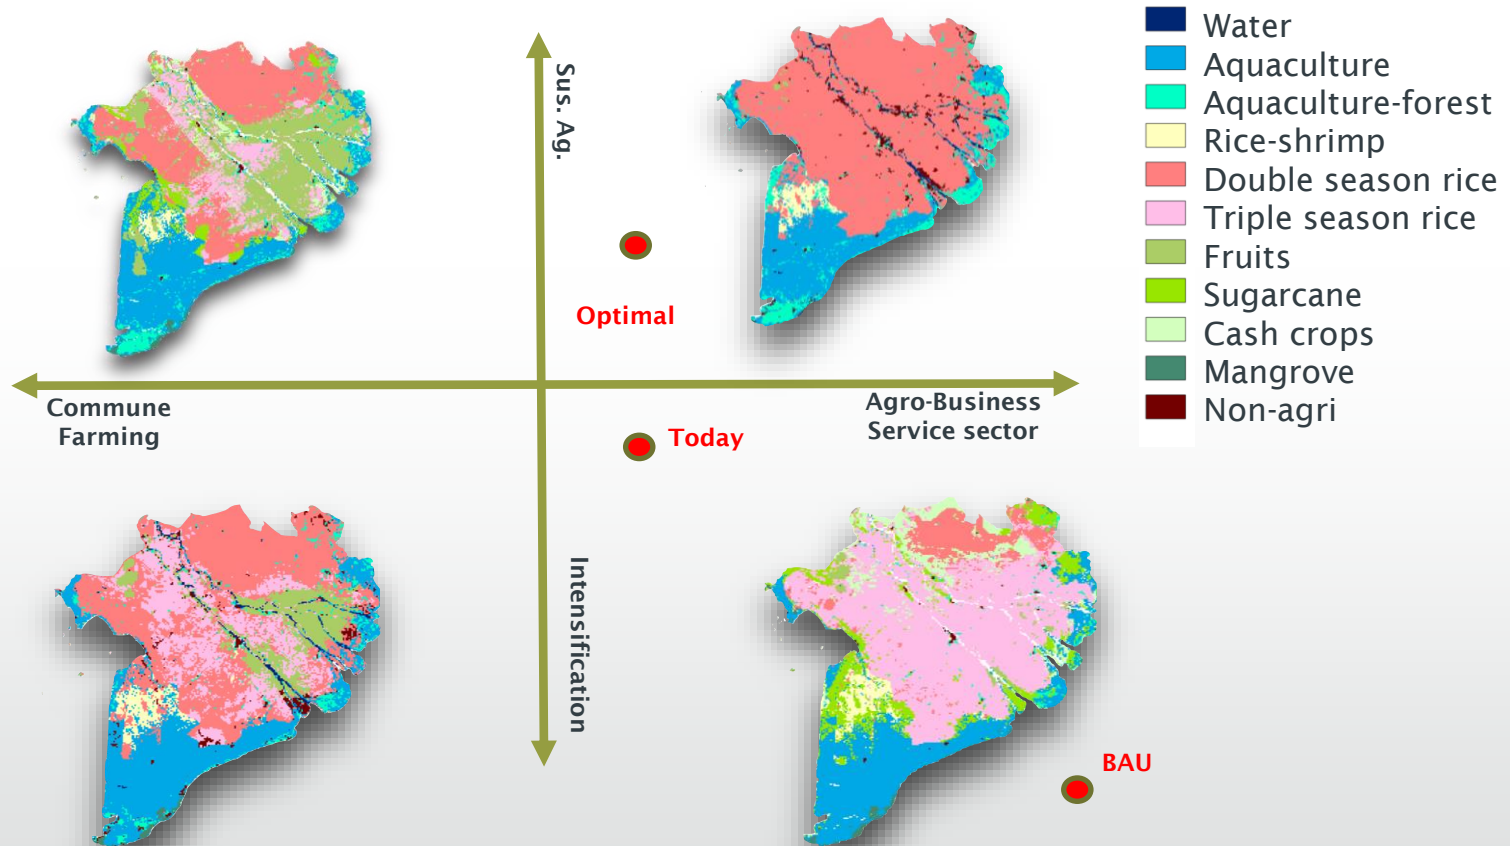 Sus. Ag.
Optimal
Commune
Farming
Agro-Business
Service sector
Today
Intensification
BAU
Water
Aquaculture
Aquaculture-forest
Rice-shrimp
Double season rice
Triple season rice
Fruits
Sugarcane
Cash crops
Mangrove
Non-agri